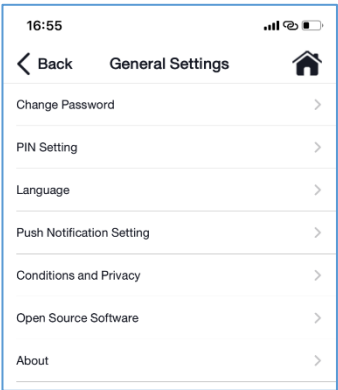 16:55
Back General Settings
Change Password
PIN Setting
Language
Push Notification Setting
Conditions and Privacy
Open Source Software
About